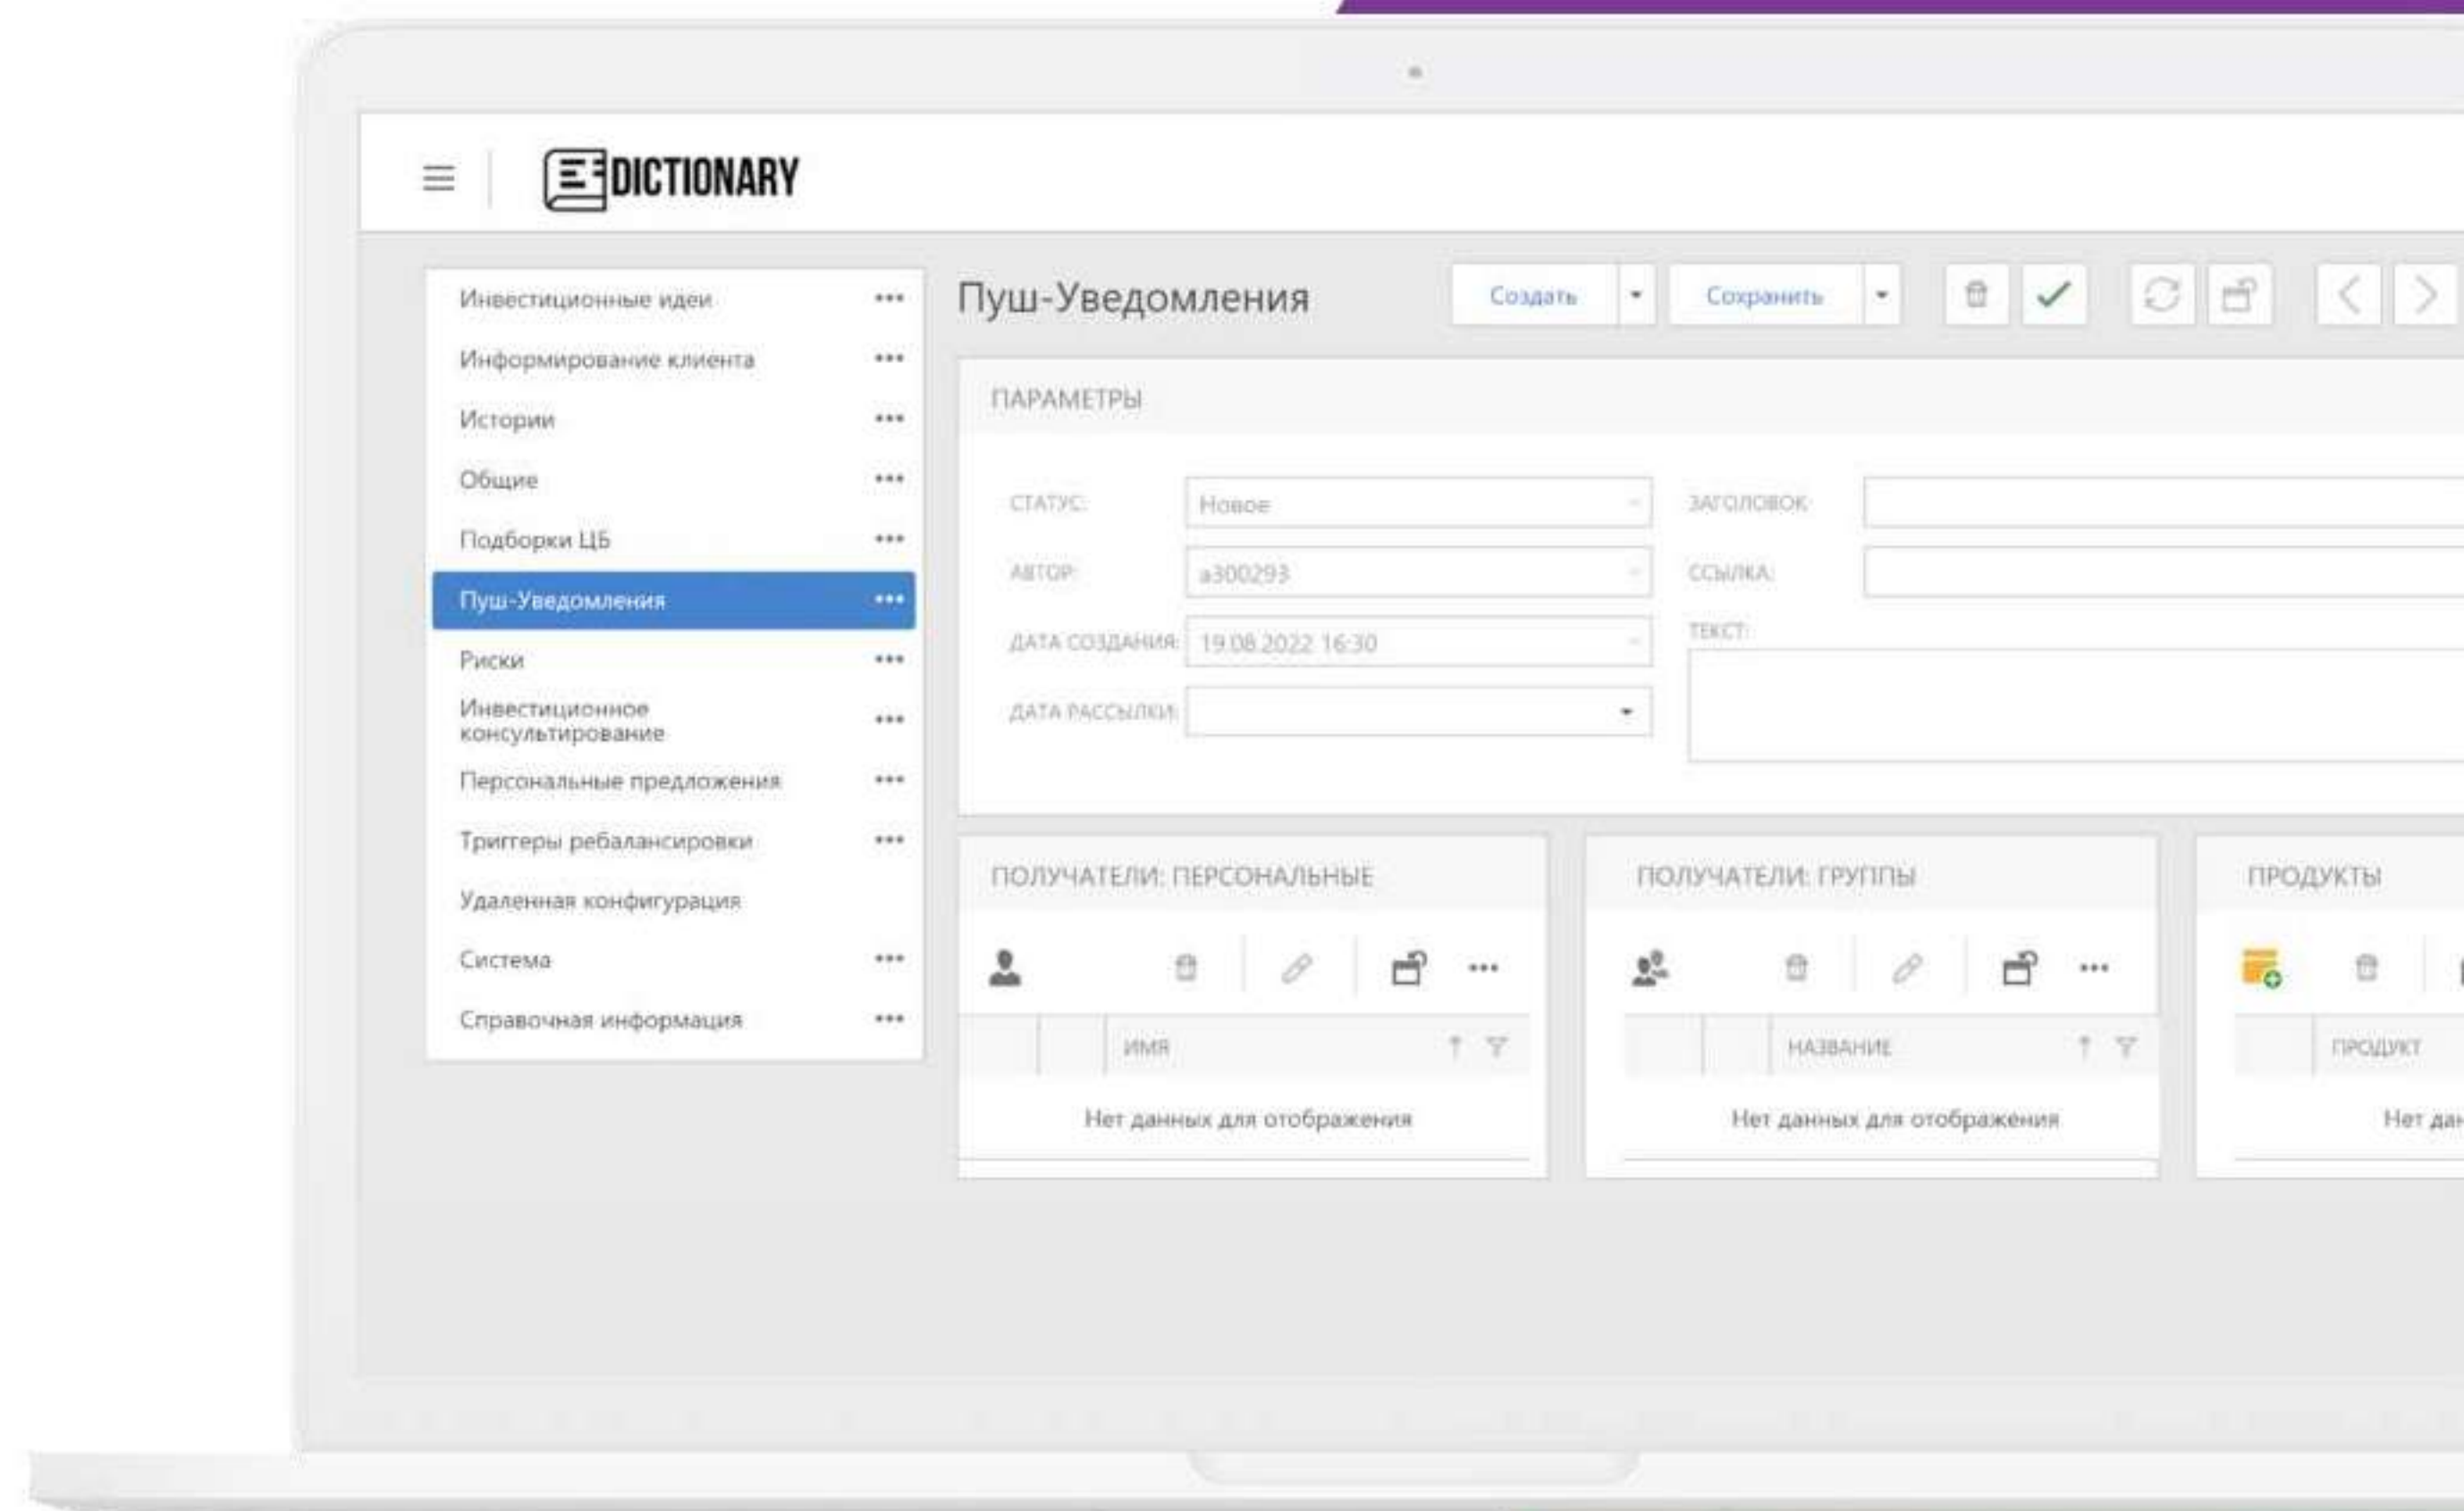 DICTIONARY
Инвестиционные идеи
Информирование клиента
Истории
Общие
Подборки ЦБ
Пуш-Уведомления
Риски
Инвестиционное
консультирование
Персональные предложения
Триггеры ребалансировки
Удаленная конфигурация
Система
Справочная информация
Пуш-Уведомления
Создать
Сохранить
ПАРАМЕТРЫ
СТАТУС: Новое
АВТОР: a300293
ДАТА СОЗДАНИЯ: 19.08.2022 16:30
ДАТА РАССЫЛКИ:
ЗАГОЛОВОК:
ССЫЛКА:
ТЕКСТ:
ПОЛУЧАТЕЛИ: ПЕРСОНАЛЬНЫЕ
ИМЯ
Нет данных для отображения
ПОЛУЧАТЕЛИ: ГРУППЫ
НАЗВАНИЕ
Нет данных для отображения
ПРОДУКТЫ
ПРОДУКТ
Нет